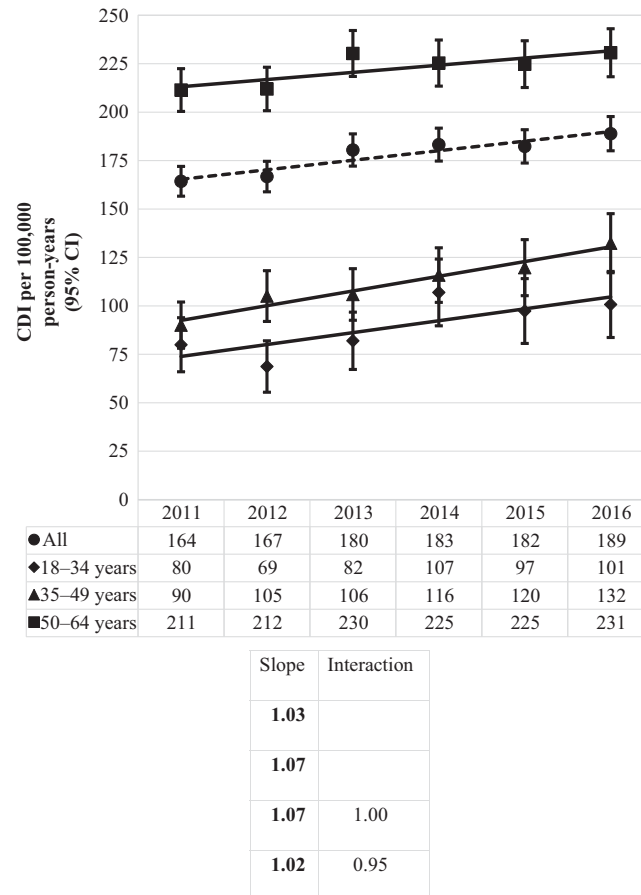 250
225
200
175
150
125
100
75
50
25
0
CDI per 100,000
person-years
(95% CI)
2011 2012 2013 2014 2015 2016
●All 164 167 180 183 182 189
◆18–34 years 80 69 82 107 97 101
▲35–49 years 90 105 106 116 120 132
■50–64 years 211 212 230 225 225 231
Slope Interaction
1.03
1.07
1.07 1.00
1.02 0.95